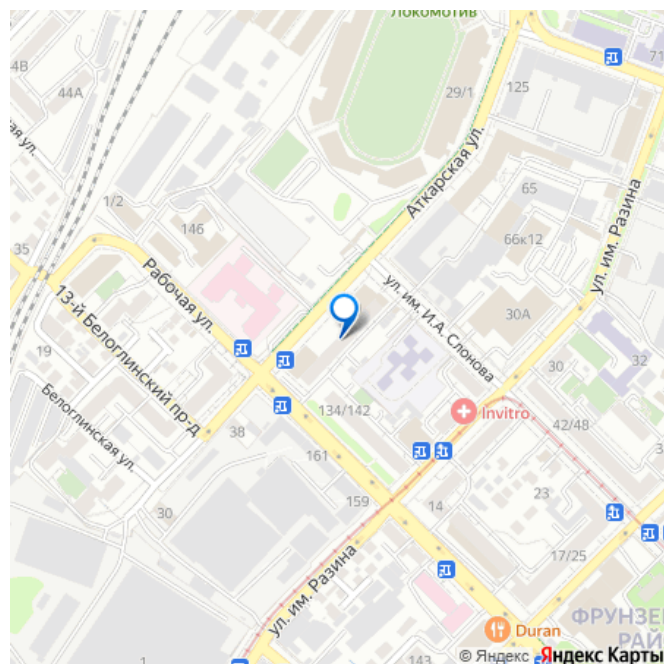 Локомотив
71
4В
44А
29/1
125
ская ул.
Аткарская ул.
ул. им. Разина
65
1/2
146
66к12
35
Рабочая ул.
ул. им. И.А. Слонова
30А
13-й Белоглинский пр-д
19
32
30
Белоглинская ул.
134/142
Invitro
42/48
38
161
159
14
23
30
17/25
ул. им. Разина
ФРУНЗЕ
РАЙ
Duran
© Яндекс Яндекс Карты